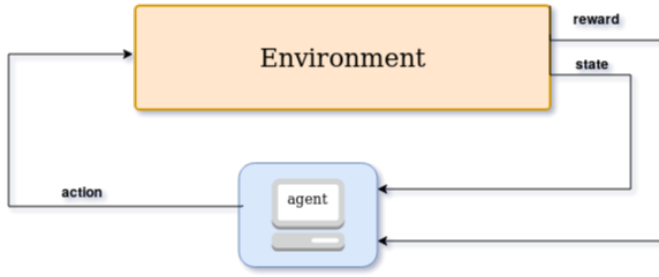 reward
Environment
state
action
agent